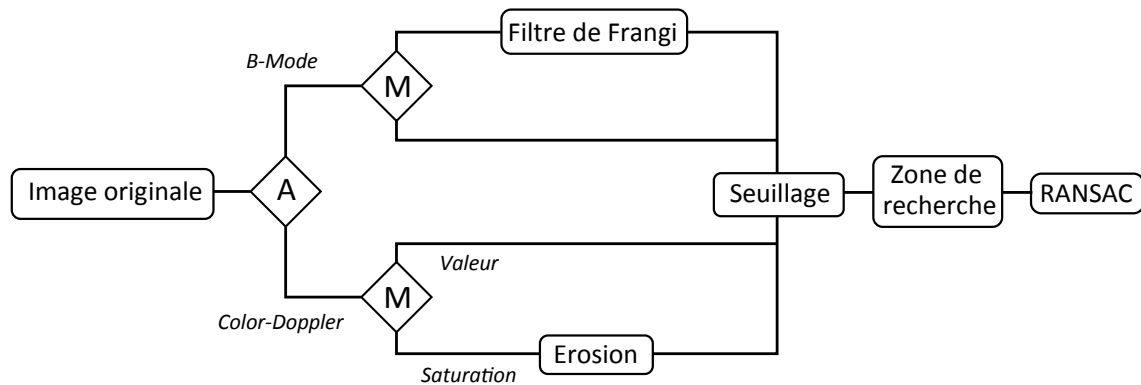 Filtre de Frangi
B-Mode
M
Image originale
A
Seuillage
Zone de
recherche
RANSAC
Valeur
M
Color-Doppler
Erosion
Saturation